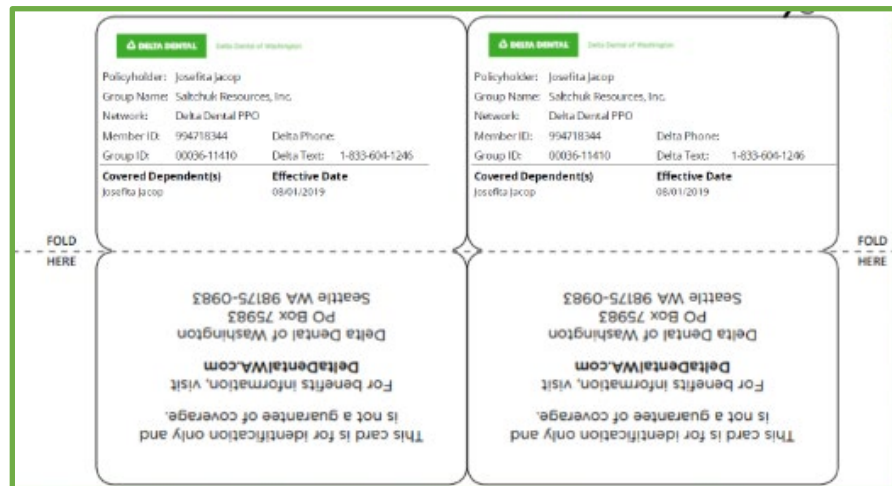 DELTA DENTAL Delta Dental of Washington
Policyholder: Josefita Jacop
Group Name: Saltchuk Resources, Inc.
Network: Delta Dental PPO
Member ID: 994718344 Delta Phone:
Group ID: 00036-11410 Delta Text: 1-833-604-1246
Covered Dependent(s) Effective Date
Josefita Jacop 08/01/2019
DELTA DENTAL Delta Dental of Washington
Policyholder: Josefita Jacop
Group Name: Saltchuk Resources, Inc.
Network: Delta Dental PPO
Member ID: 994718344 Delta Phone:
Group ID: 00036-11410 Delta Text: 1-833-604-1246
Covered Dependent(s) Effective Date
Josefita Jacop 08/01/2019
FOLD
HERE
FOLD
HERE
This card is for identification only and
is not a guarantee of coverage.
For benefits information, visit
DeltaDentalWA.com
Delta Dental of Washington
PO Box 75983
Seattle WA 98175-0983
This card is for identification only and
is not a guarantee of coverage.
For benefits information, visit
DeltaDentalWA.com
Delta Dental of Washington
PO Box 75983
Seattle WA 98175-0983